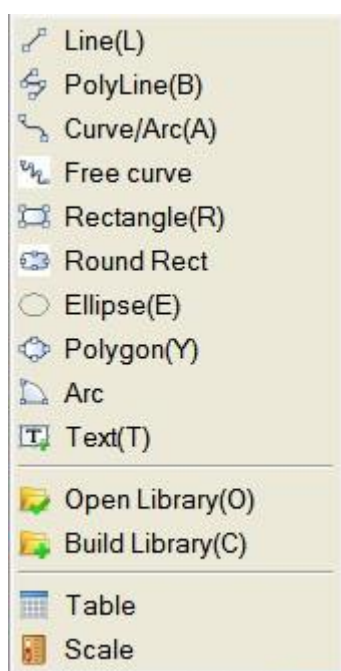 Line(L)
PolyLine(B)
Curve/Arc(A)
Free curve
Rectangle(R)
Round Rect
Ellipse(E)
Polygon(Y)
Arc
Text(T)
Open Library(O)
Build Library(C)
Table
Scale